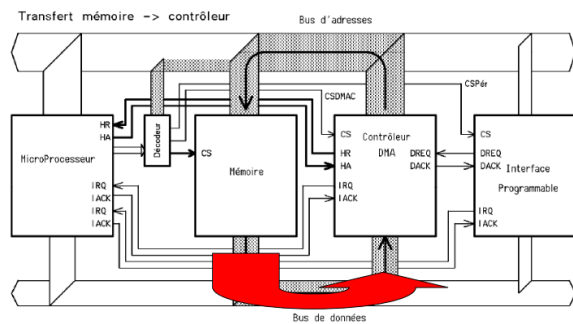 Transfert mémoire -> contrôleur
Bus d'adresses
CSDMAC
CSPér
HR
HA
MicroProcesseur
IRQ
IACK
IRQ
IACK
Décodeur
CS
Mémoire
CS
Contrôleur
DMA
HR
HA
DREQ
DACK
IRQ
IACK
CS
DREQ
DACK
Interface
Programmable
IRQ
IACK
Bus de données